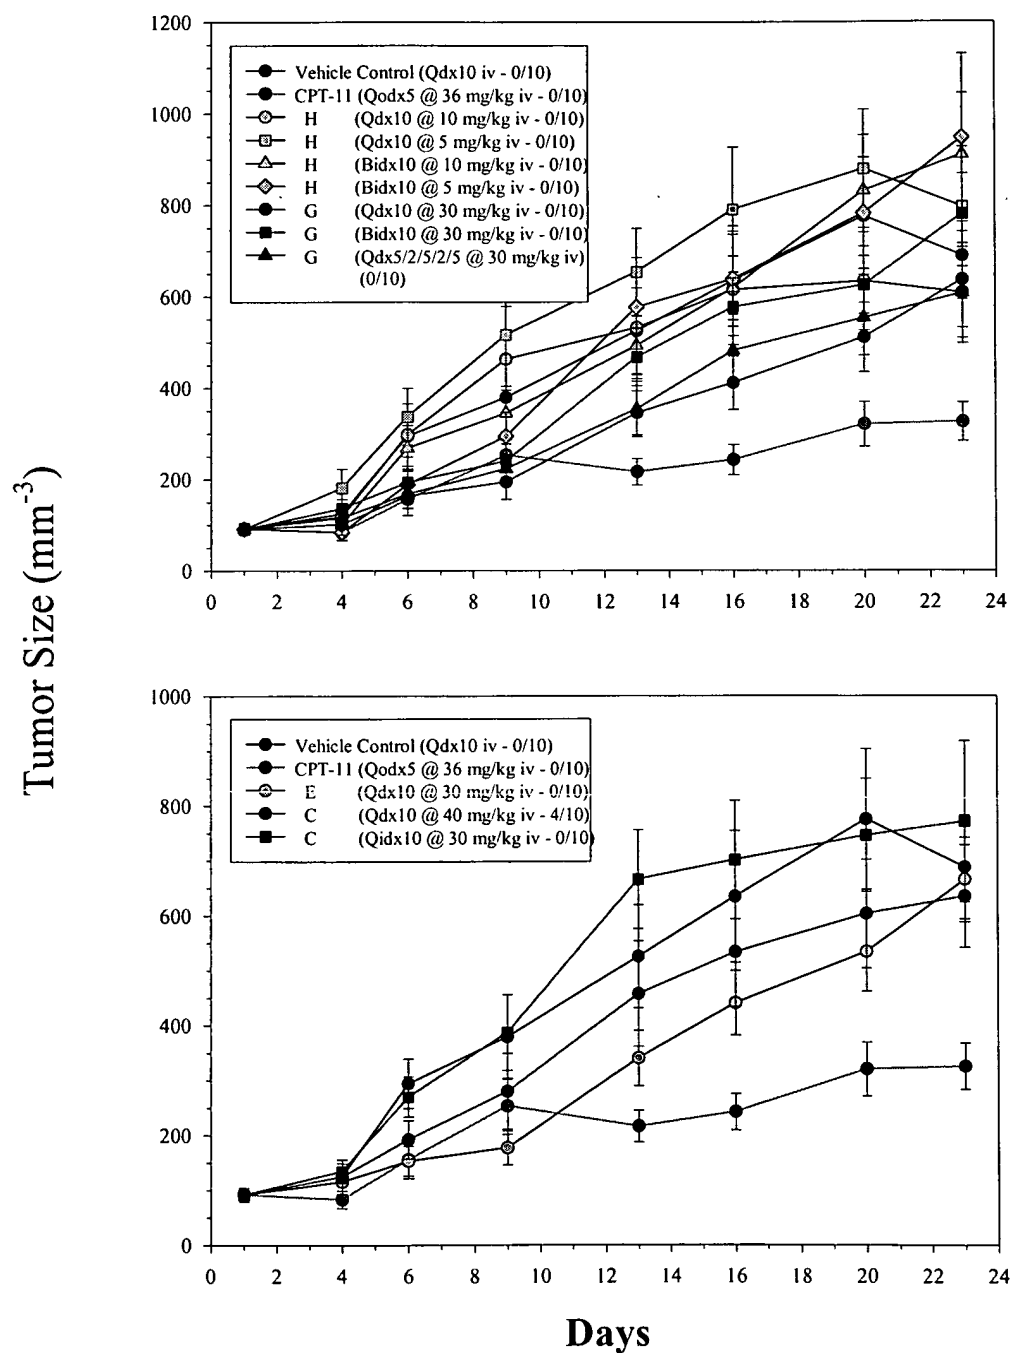 1200
1000
800
600
400
200
0
Vehicle Control (Qdx10 iv - 0/10)
CPT-11 (Qodx5 @ 36 mg/kg iv - 0/10)
H (Qdx10 @ 10 mg/kg iv - 0/10)
H (Qdx10 @ 5 mg/kg iv - 0/10)
H (Bidx10 @ 10 mg/kg iv - 0/10)
H (Bidx10 @ 5 mg/kg iv - 0/10)
G (Qdx10 @ 30 mg/kg iv - 0/10)
G (Bidx10 @ 30 mg/kg iv - 0/10)
G (Qdx5/2/5/2/5 @ 30 mg/kg iv)
(0/10)
0 2 4 6 8 10 12 14 16 18 20 22 24
Tumor Size (mm-3)
1000
800
600
400
200
0
Vehicle Control (Qdx10 iv - 0/10)
CPT-11 (Qodx5 @ 36 mg/kg iv - 0/10)
E (Qdx10 @ 30 mg/kg iv - 0/10)
C (Qdx10 @ 40 mg/kg iv - 4/10)
C (Qidx10 @ 30 mg/kg iv - 0/10)
0 2 4 6 8 10 12 14 16 18 20 22 24
Days